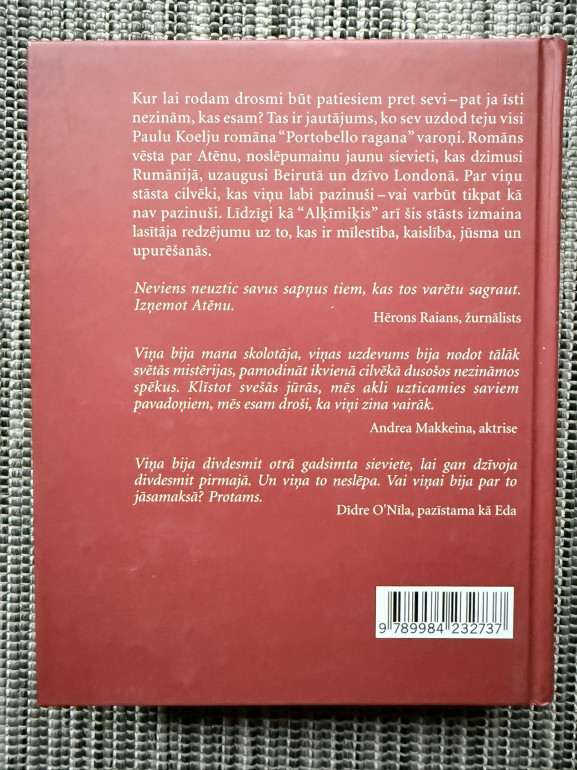 Kur lai rodam drosmi būt patiesiem pret sevi – pat ja īsti
nezinām, kas esam? Tas ir jautājums, ko sev uzdod teju visi
Paulu Koelju romāna “Portobello ragana” varoņi. Romāns
vēsta par Atēnu, noslēpumainu jaunu sievieti, kas dzimusi
Rumānijā, uzaugusi Beirutā un dzīvo Londonā. Par viņu
stāsta cilvēki, kas viņu labi pazinuši – vai varbūt tikpat kā
nav pazinuši. Līdzīgi kā “Alķīmiķis” arī šis stāsts izmaina
lasītāja redzējumu uz to, kas ir mīlestība, kaislība, jūsma un
upurēšanās.
Neviens neuztic savus sapņus tiem, kas tos varētu sagraut.
Izņemot Atēnu.
Hērons Raians, žurnālists
Viņa bija mana skolotāja, viņas uzdevums bija nodot tālāk
svētās mistērijas, pamodināt ikvienā cilvēkā dusošos nezināmos
spēkus. Klīstot svešās jūrās, mēs akli uzticamies saviem
pavadoņiem, mēs esam droši, ka viņi zina vairāk.
Andrea Makkeina, aktrise
Viņa bija divdesmit otrā gadsimta sieviete, lai gan dzīvoja
divdesmit pirmajā. Un viņa to neslēpa. Vai viņai bija par to
jāsamaksā? Protams.
Dīdre O'Nīla, pazīstama kā Eda
9 789984 232737